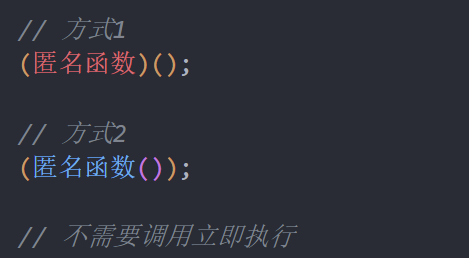 // 方式1
(匿名函数)();
// 方式2
(匿名函数());
// 不需要调用立即执行